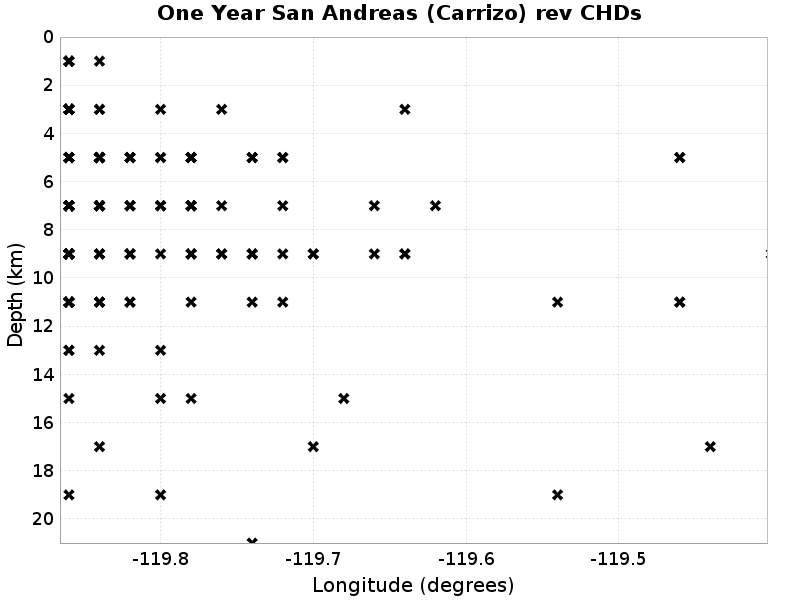 One Year San Andreas (Carrizo) rev CHDs
0
2
4
6
8
10
12
14
16
18
20
Depth (km)
-119.8 -119.7 -119.6 -119.5
Longitude (degrees)